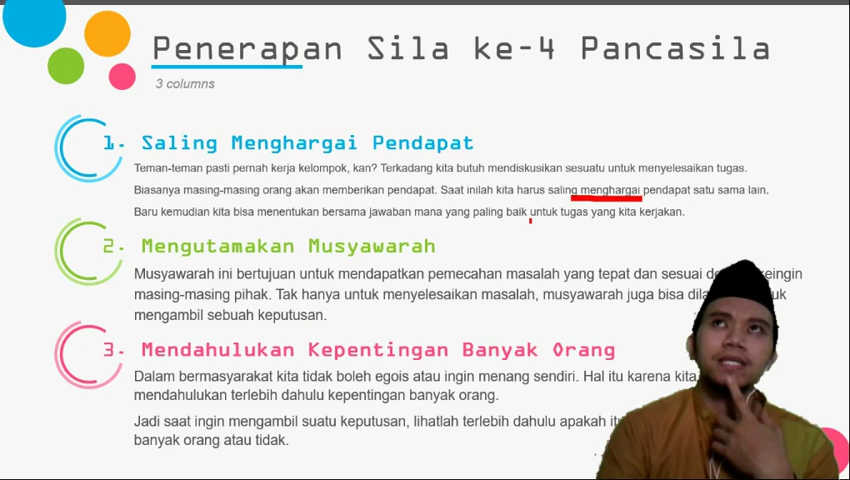 Penerapan Sila ke-4 Pancasila
3 columns
1. Saling Menghargai Pendapat
Teman-teman pasti pernah kerja kelompok, kan? Terkadang kita butuh mendiskusikan sesuatu untuk menyelesaikan tugas.
Biasanya masing-masing orang akan memberikan pendapat. Saat inilah kita harus saling menghargai pendapat satu sama lain.
Baru kemudian kita bisa menentukan bersama jawaban mana yang paling baik untuk tugas yang kita kerjakan.
2. Mengutamakan Musyawarah
Musyawarah ini bertujuan untuk mendapatkan pemecahan masalah yang tepat dan sesuai
masing-masing pihak. Tak hanya untuk menyelesaikan masalah, musyawarah juga bisa
mengambil sebuah keputusan.
3. Mendahulukan Kepentingan Banyak Orang
Dalam bermasyarakat kita tidak boleh egois atau ingin menang sendiri. Hal itu karena kita
mendahulukan terlebih dahulu kepentingan banyak orang.
Jadi saat ingin mengambil suatu keputusan, lihatlah terlebih dahulu apakah
banyak orang atau tidak.